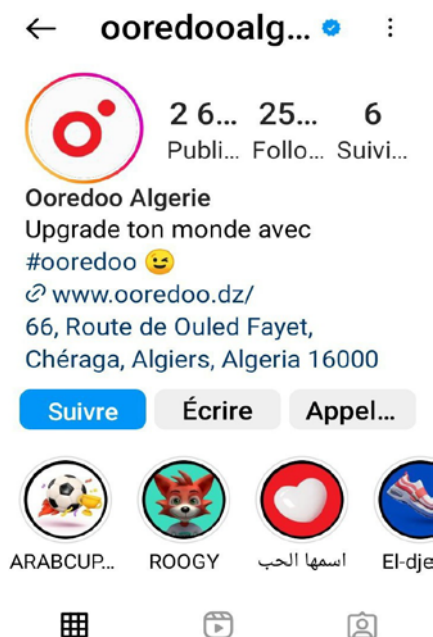 ooredooalg...
2 6... 25... 6
Publi... Follo... Suivi...
Ooredoo Algerie
Upgrade ton monde avec
#ooredoo 😉
www.ooredoo.dz/
66, Route de Ouled Fayet,
Chéraga, Algiers, Algeria 16000
Suivre Écrire Appel...
ARABCUP... ROOGY اسمها الحب El-dje